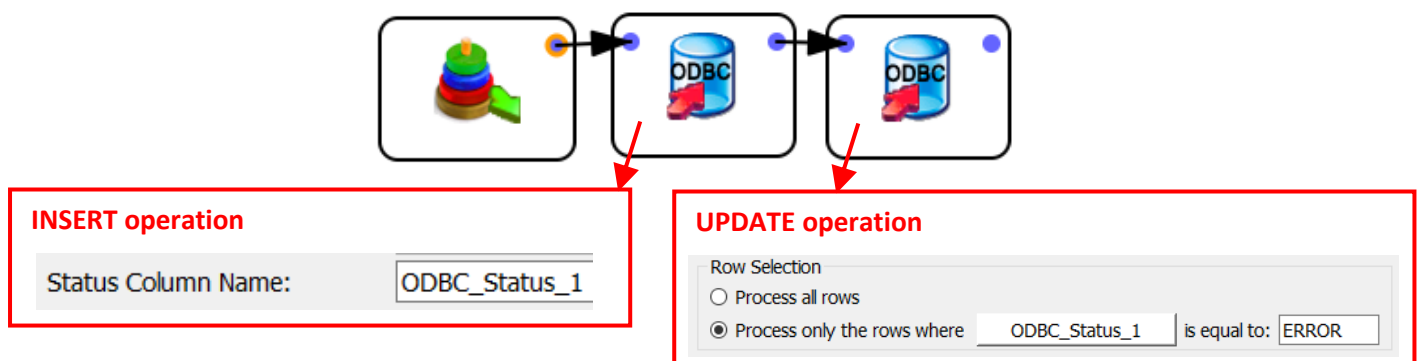 ODBC
ODBC
INSERT operation
Status Column Name: ODBC_Status_1
UPDATE operation
Row Selection
Process all rows
Process only the rows where ODBC_Status_1 is equal to: ERROR